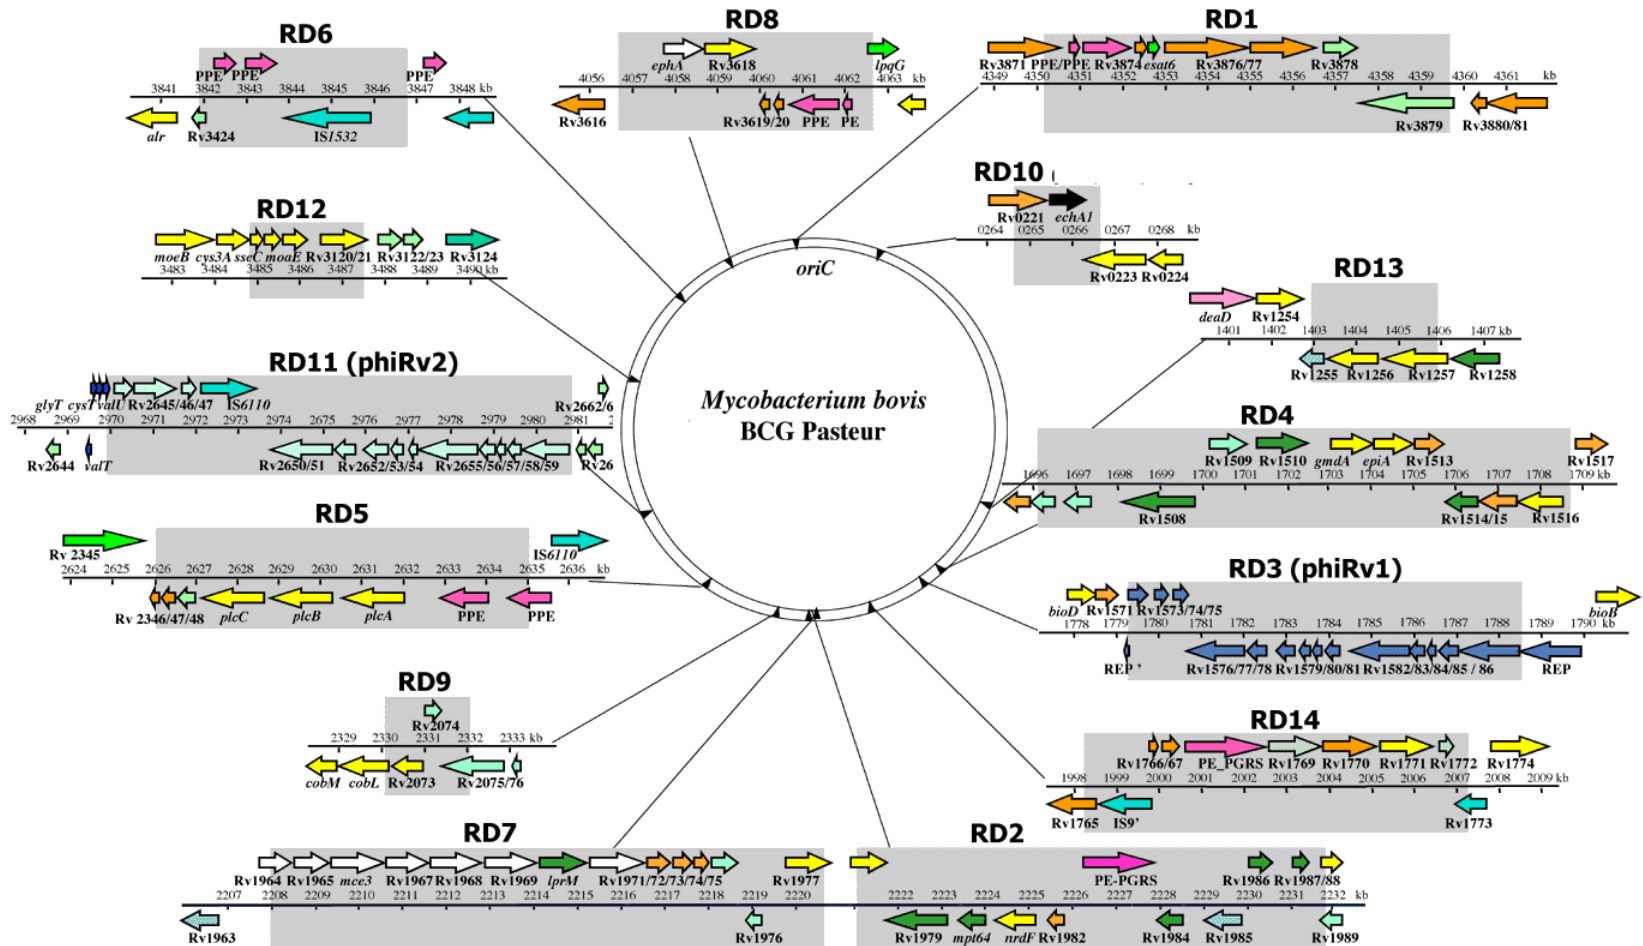 RD6
PPE PPE PPE
3841 3842 3843 3844 3845 3846 3847 3848 kb
alr Rv3424 IS1532
RD8
ephA Rv3618 lpqG
4056 4057 4058 4059 4060 4061 4062 4063 kb
Rv3616 Rv3619/20 PPE PE
RD1
Rv3871 PPE/PPE Rv3874 esat6 Rv3876/77 Rv3878
4349 4350 4351 4352 4353 4354 4355 4356 4357 4358 4359 4360 4361 kb
Rv3879 Rv3880/81
RD10
Rv0221 echA1
0264 0265 0266 0267 0268 kb
Rv0223 Rv0224
RD12
moeB cys3A sseC moaE Rv3120/21 Rv3122/23 Rv3124
3483 3484 3485 3486 3487 3488 3489 3490 kb
RD13
deaD Rv1254
1401 1402 1403 1404 1405 1406 1407 kb
Rv1255 Rv1256 Rv1257 Rv1258
oriC
Mycobacterium bovis
BCG Pasteur
RD11 (phiRv2)
glyT cysT valU Rv2645/46/47 IS6110 Rv2662/6
2968 2969 2970 2971 2972 2973 2974 2975 2976 2977 2978 2979 2980 2981 2
Rv2644 valT Rv2650/51 Rv2652/53/54 Rv2655/56/57/58/59 Rv26
RD4
Rv1509 Rv1510 gmdA epiA Rv1513 Rv1517
1696 1697 1698 1699 1700 1701 1702 1703 1704 1705 1706 1707 1708 1709 kb
Rv1508 Rv1514/15 Rv1516
RD5
Rv 2345 IS6110
2624 2625 2626 2627 2628 2629 2630 2631 2632 2633 2634 2635 2636 kb
Rv 2346/47/48 plcC plcB plcA PPE PPE
RD3 (phiRv1)
bioD Rv1571 Rv1573/74/75 bioB
1778 1779 1780 1781 1782 1783 1784 1785 1786 1787 1788 1789 1790 kb
REP ' Rv1576/77/78 Rv1579/80/81 Rv1582/83/84/85 / 86 REP
RD9
Rv2074
2329 2330 2331 2332 2333 kb
cobM cobL Rv2073 Rv2075/76
RD14
Rv1766/67 PE_PGRS Rv1769 Rv1770 Rv1771 Rv1772 Rv1774
1998 1999 2000 2001 2002 2003 2004 2005 2006 2007 2008 2009 kb
Rv1765 IS9' Rv1773
RD7
Rv1964 Rv1965 mce3 Rv1967 Rv1968 Rv1969 lprM Rv1971/72/73/74/75 Rv1977
2207 2208 2209 2210 2211 2212 2213 2214 2215 2216 2217 2218 2219 2220
Rv1963 Rv1976
RD2
PE-PGRS Rv1986 Rv1987/88
2222 2223 2224 2225 2226 2227 2228 2229 2230 2231 2232 kb
Rv1979 mpt64 nrdF Rv1982 Rv1984 Rv1985 Rv1989